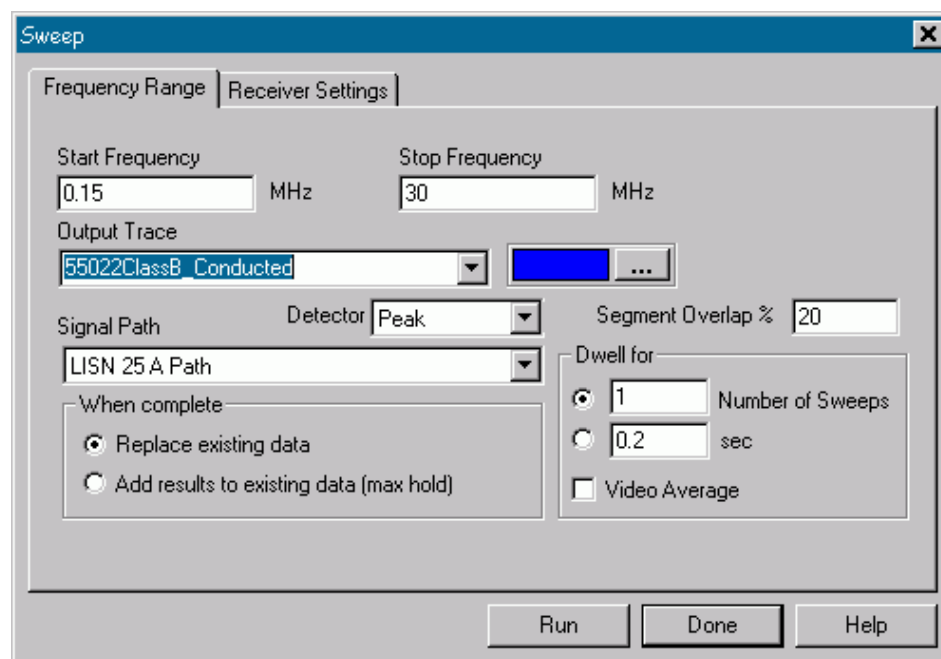 Sweep
Frequency Range Receiver Settings
Start Frequency Stop Frequency
0.15 MHz 30 MHz
Output Trace
55022ClassB_Conducted ...
Signal Path Detector Peak Segment Overlap % 20
LISN 25 A Path Dwell for
When complete 1 Number of Sweeps
Replace existing data 0.2 sec
Add results to existing data (max hold) Video Average
Run Done Help